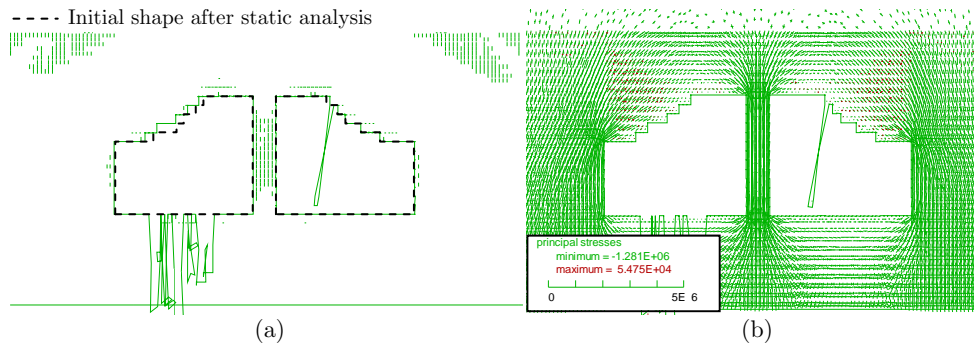 Initial shape after static analysis
principal stresses
minimum = -1.281E+06
maximum = 5.475E+04
0 5E 6
(a) (b)